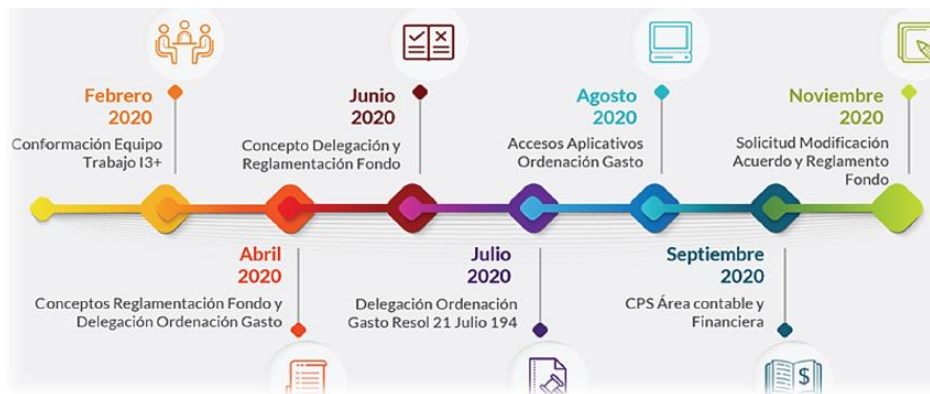 Febrero
2020
Conformación Equipo
Trabajo I3+
Junio
2020
Concepto Delegación y
Reglamentación Fondo
Agosto
2020
Accesos Aplicativos
Ordenación Gasto
Noviembre
2020
Solicitud Modificación
Acuerdo y Reglamento
Fondo
Abril
2020
Conceptos Reglamentación Fondo y
Delegación Ordenación Gasto
Julio
2020
Delegación Ordenación
Gasto Resol 21 Julio 194
Septiembre
2020
CPS Área contable y
Financiera
$